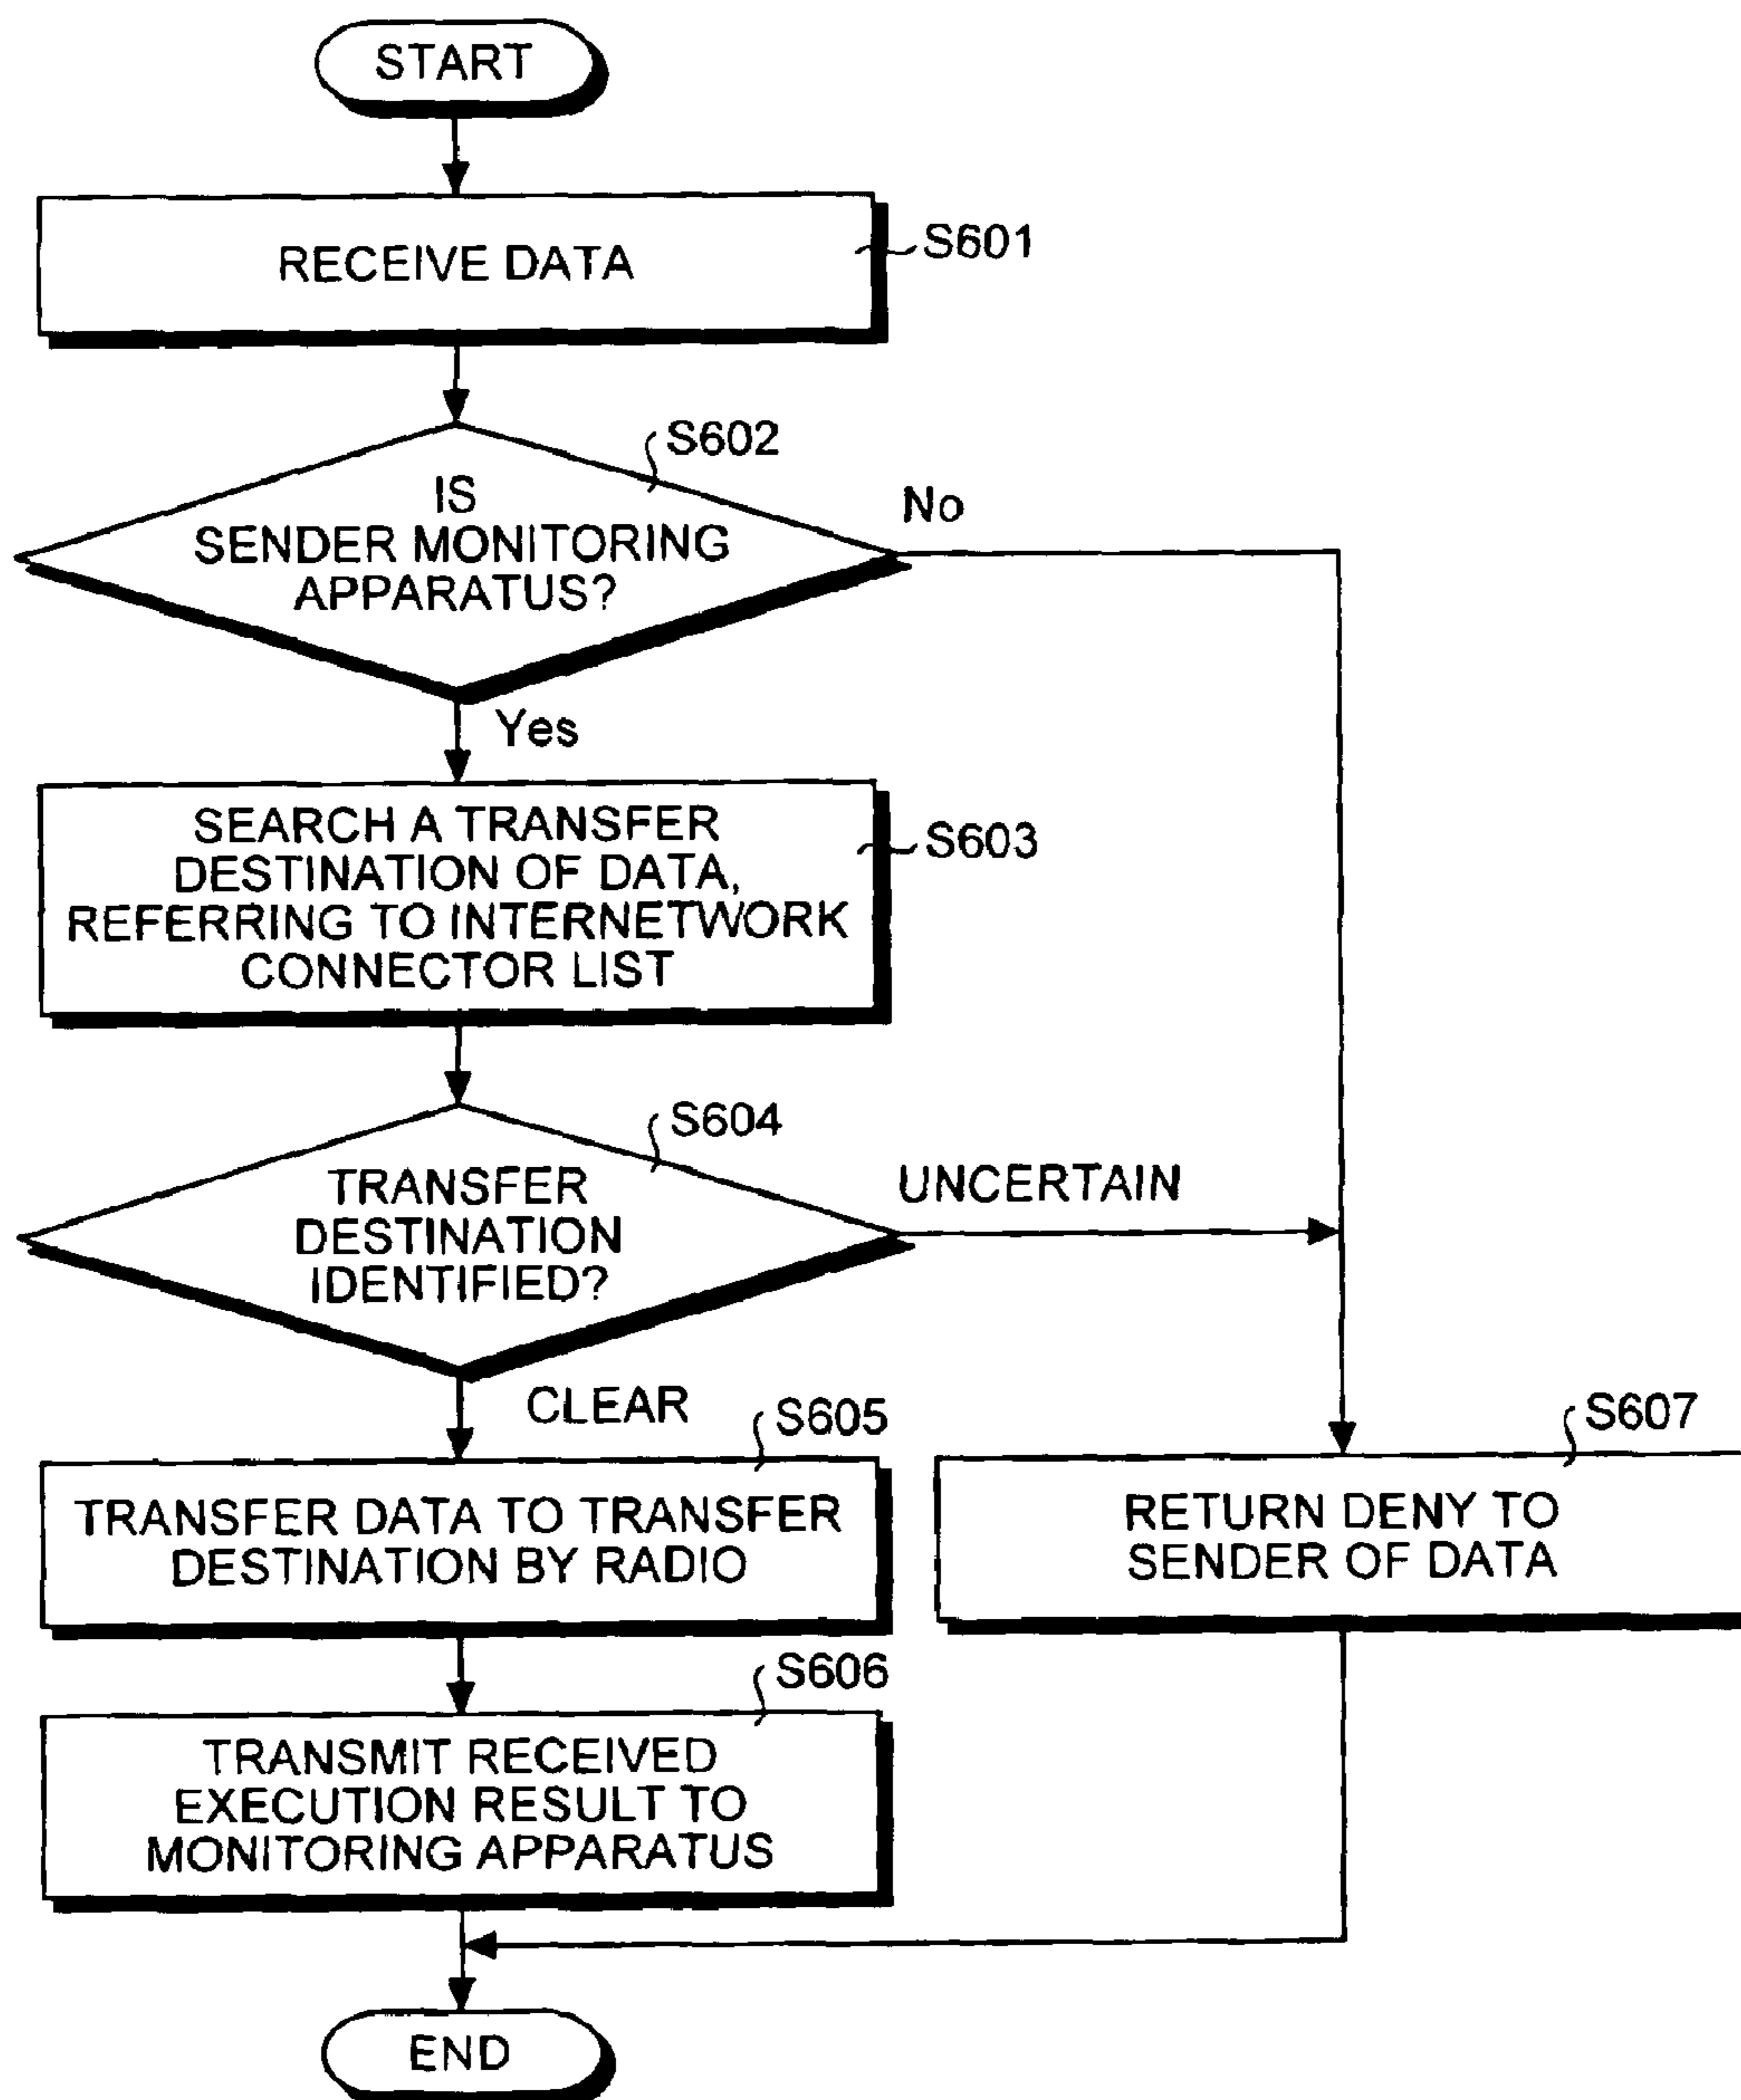 START
RECEIVE DATA
S601
S602
IS
SENDER MONITORING
APPARATUS?
No
Yes
SEARCH A TRANSFER
DESTINATION OF DATA,
REFERRING TO INTERNETWORK
CONNECTOR LIST
S603
S604
TRANSFER
DESTINATION
IDENTIFIED?
UNCERTAIN
CLEAR
S605
TRANSFER DATA TO TRANSFER
DESTINATION BY RADIO
S607
RETURN DENY TO
SENDER OF DATA
S606
TRANSMIT RECEIVED
EXECUTION RESULT TO
MONITORING APPARATUS
END